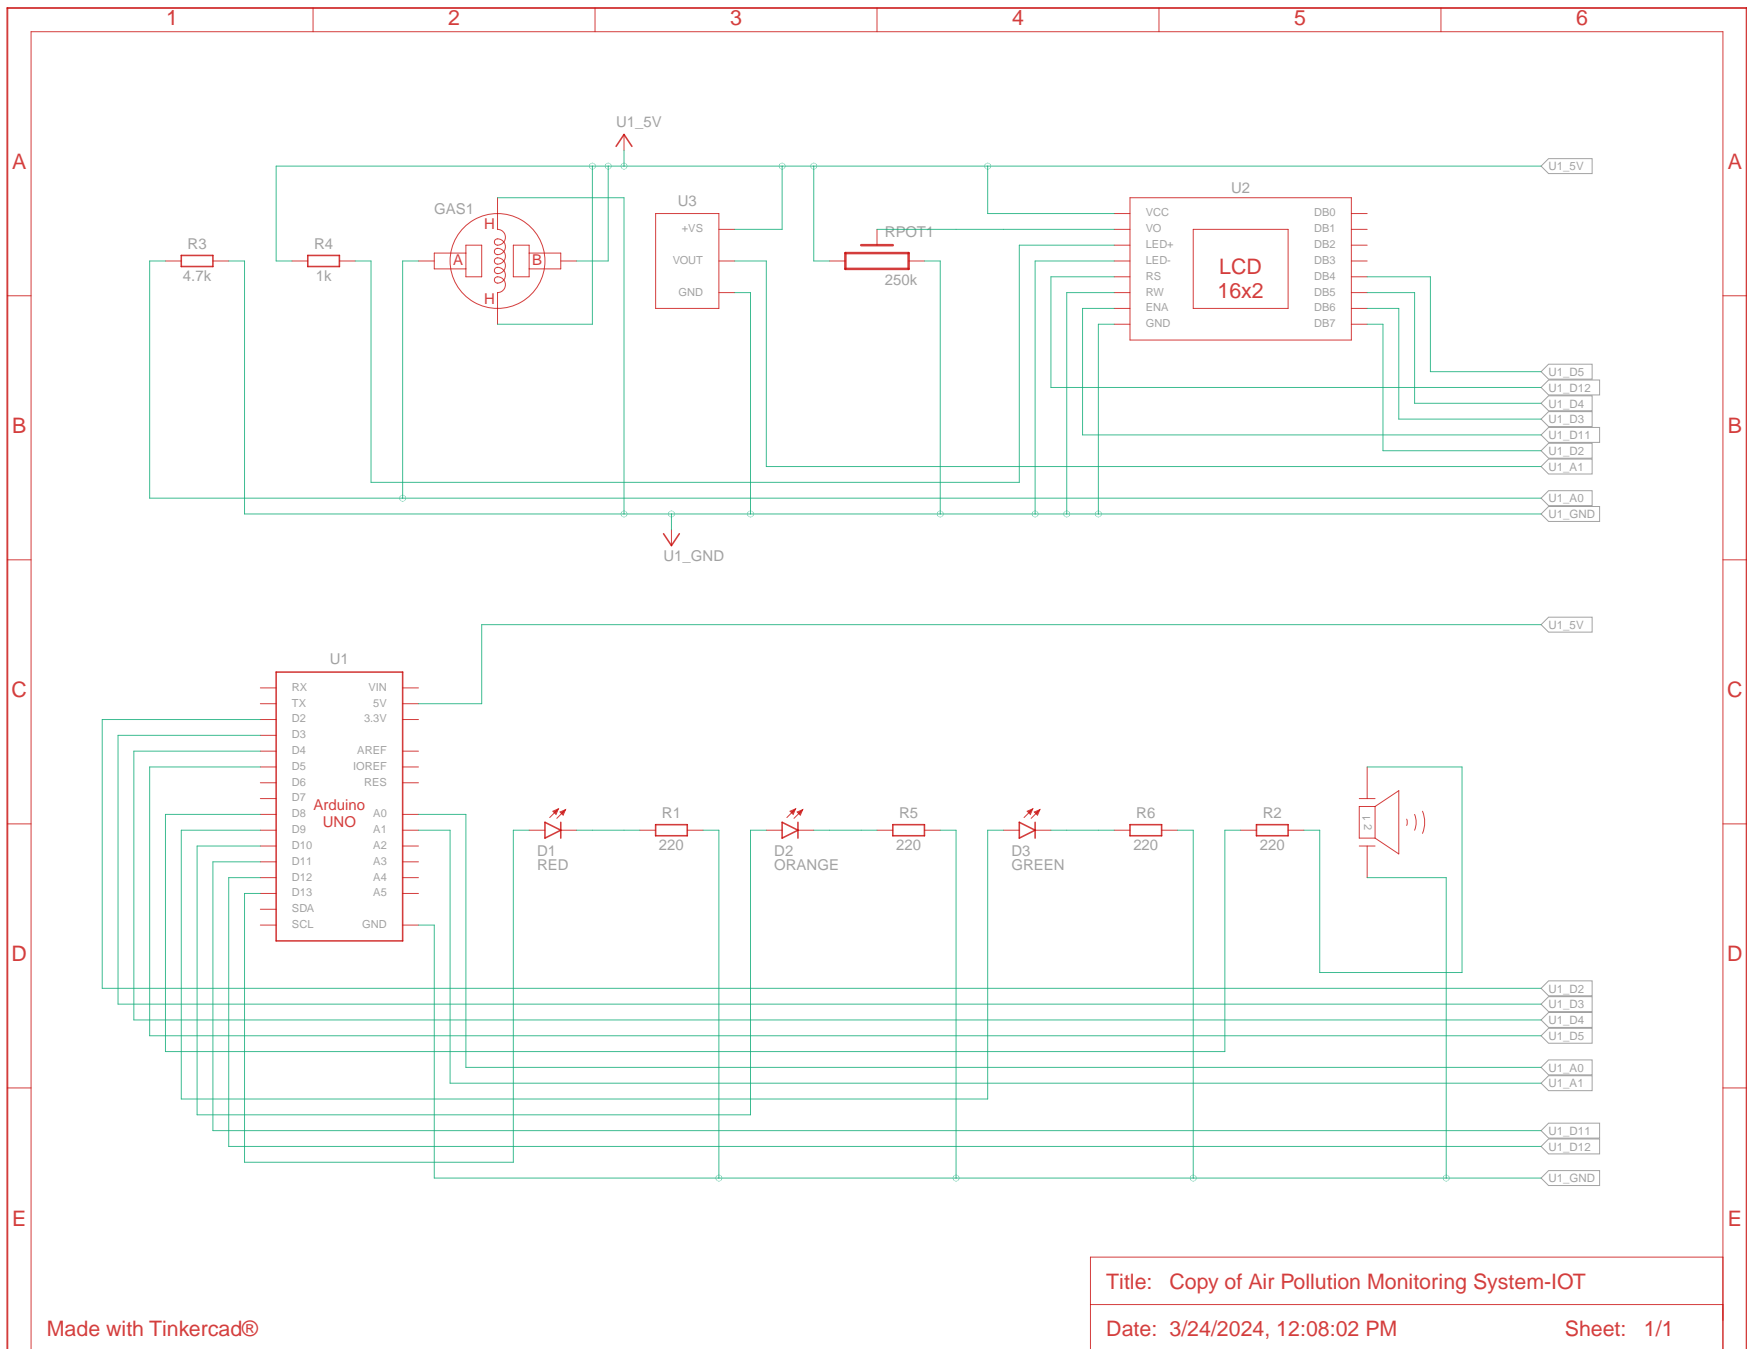 1 2 3 4 5 6
A A
B B
C C
D D
E E
U1_5V
U1_5V
GAS1
H
A B
H
R3
4.7k
R4
1k
U3
+VS
VOUT
GND
RPOT1
250k
U2
VCC DB0
VO DB1
LED+ DB2
LED- DB3
RS DB4
RW DB5
ENA DB6
GND DB7
LCD
16x2
U1_D5
U1_D12
U1_D4
U1_D3
U1_D11
U1_D2
U1_A1
U1_A0
U1_GND
U1_GND
U1_5V
U1
RX VIN
TX 5V
D2 3.3V
D3
D4 AREF
D5 IOREF
D6 RES
D7
D8 A0
D9 A1
D10 A2
D11 A3
D12 A4
D13 A5
SDA
SCL GND
Arduino
UNO
D1
RED
R1
220
D2
ORANGE
R5
220
D3
GREEN
R6
220
R2
220
1 2
U1_D2
U1_D3
U1_D4
U1_D5
U1_A0
U1_A1
U1_D11
U1_D12
U1_GND
Title: Copy of Air Pollution Monitoring System-IOT
Made with Tinkercad®
Date: 3/24/2024, 12:08:02 PM Sheet: 1/1